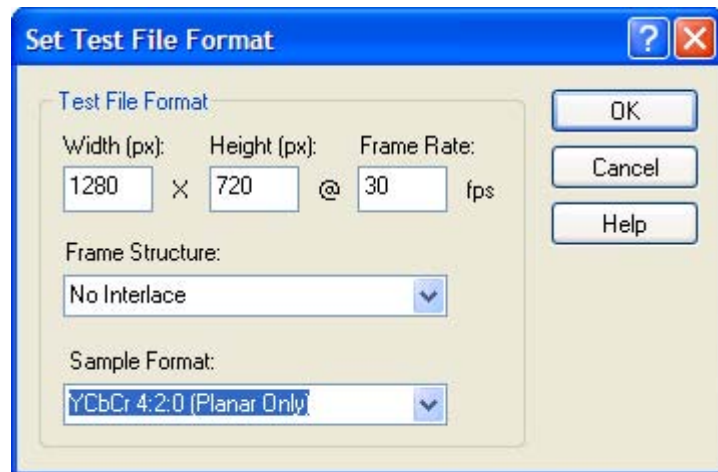 Set Test File Format
Test File Format
OK
Width (px): Height (px): Frame Rate:
1280 X 720 @ 30 fps
Cancel
Help
Frame Structure:
No Interlace
Sample Format:
YCbCr 4:2:0 (Planar Only)